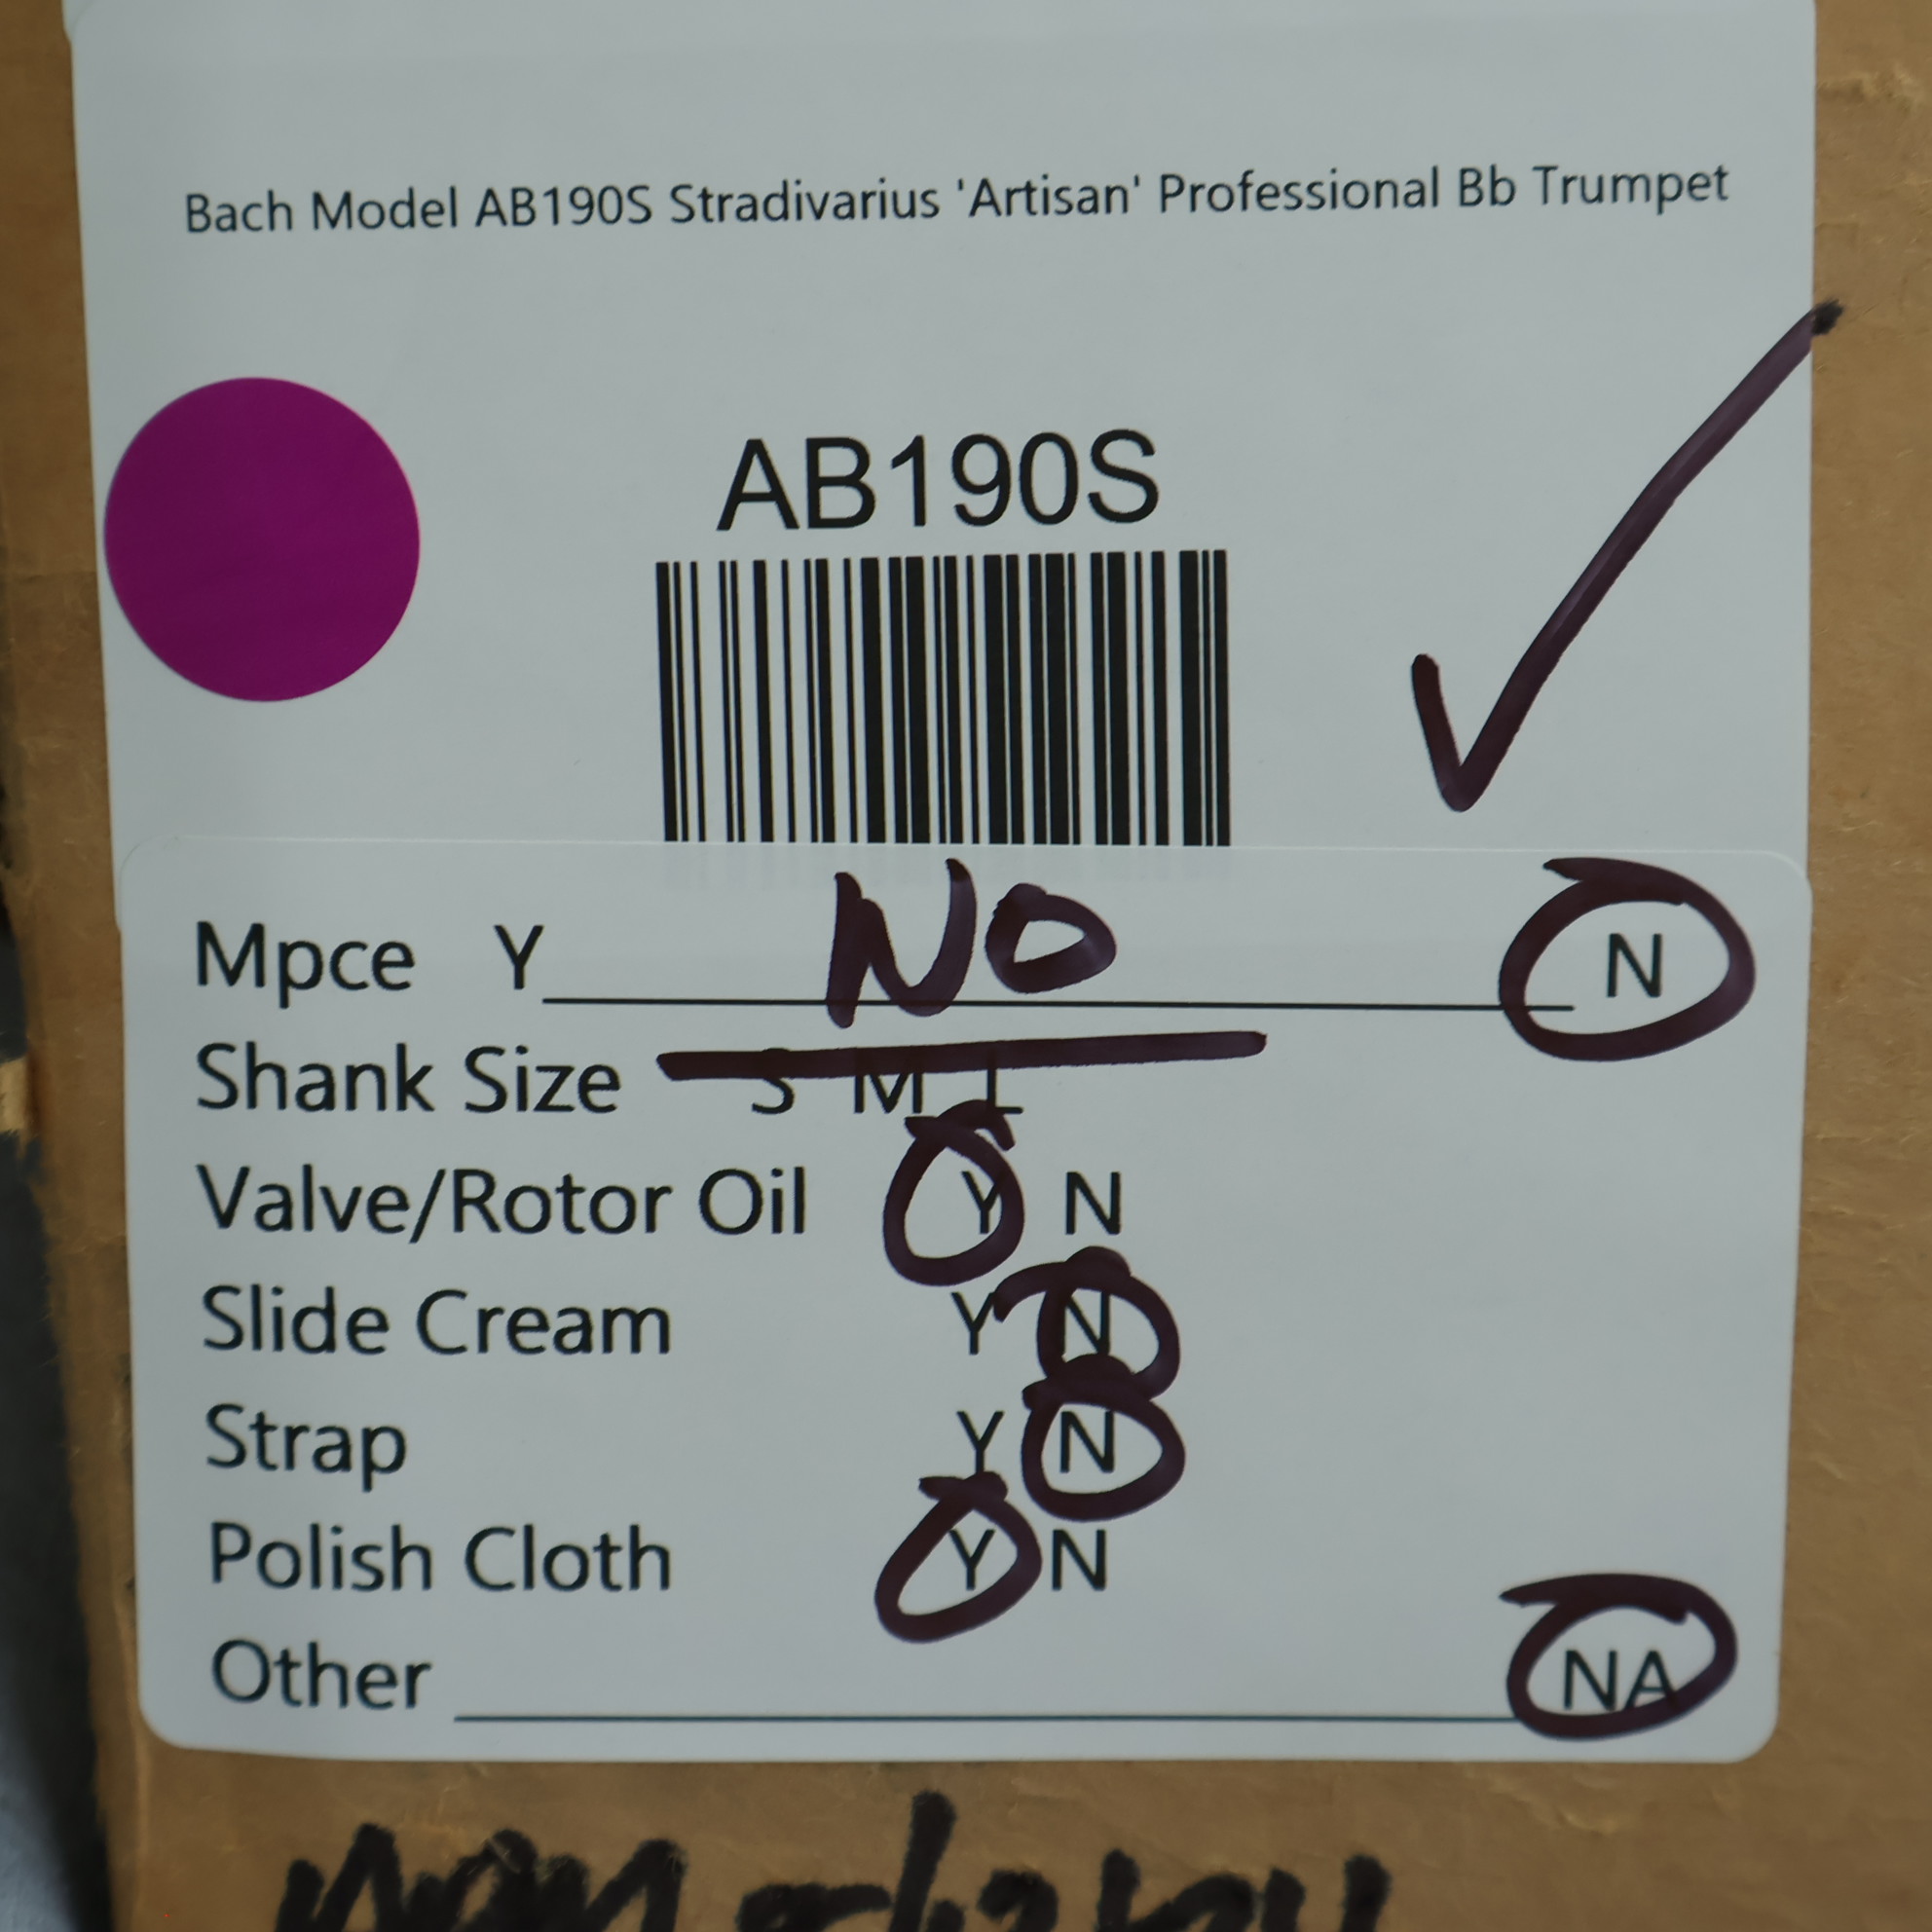 Bach Model AB190S Stradivarius 'Artisan' Professional Bb Trumpet
AB190S
Mpce Y NO N
Shank Size S M L
Valve/Rotor Oil Y N
Slide Cream Y N
Strap Y N
Polish Cloth Y N
Other NA